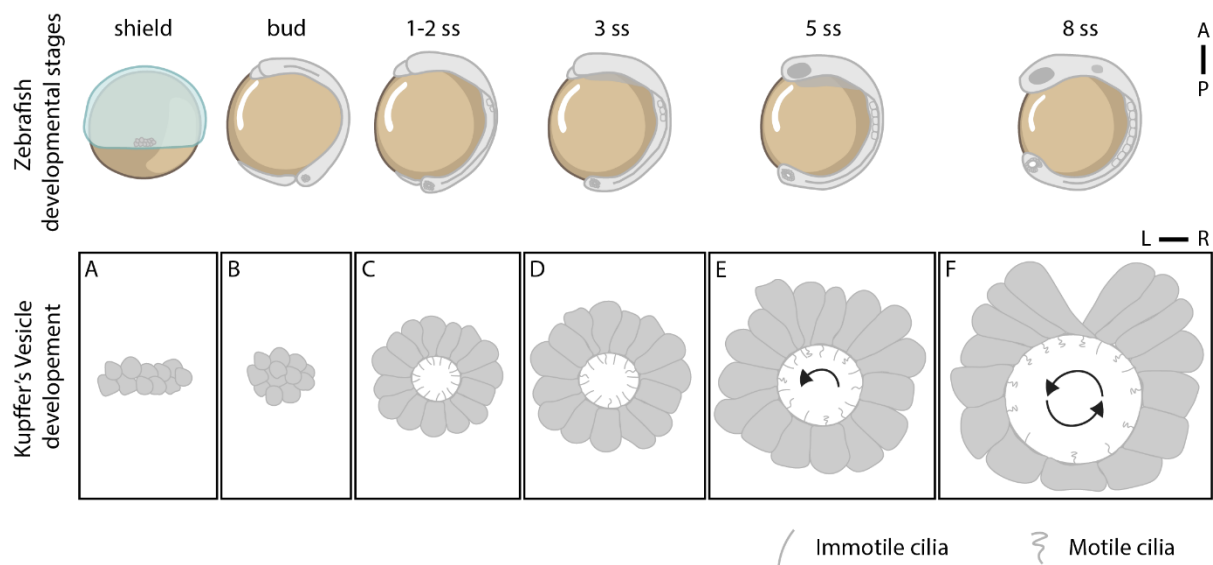 shield
bud
1-2 ss
3 ss
5 ss
8 ss
A
P
Zebrafish
developmental stages
L
R
Kupffer's Vesicle
developement
A
B
C
D
E
F
Immotile cilia
Motile cilia